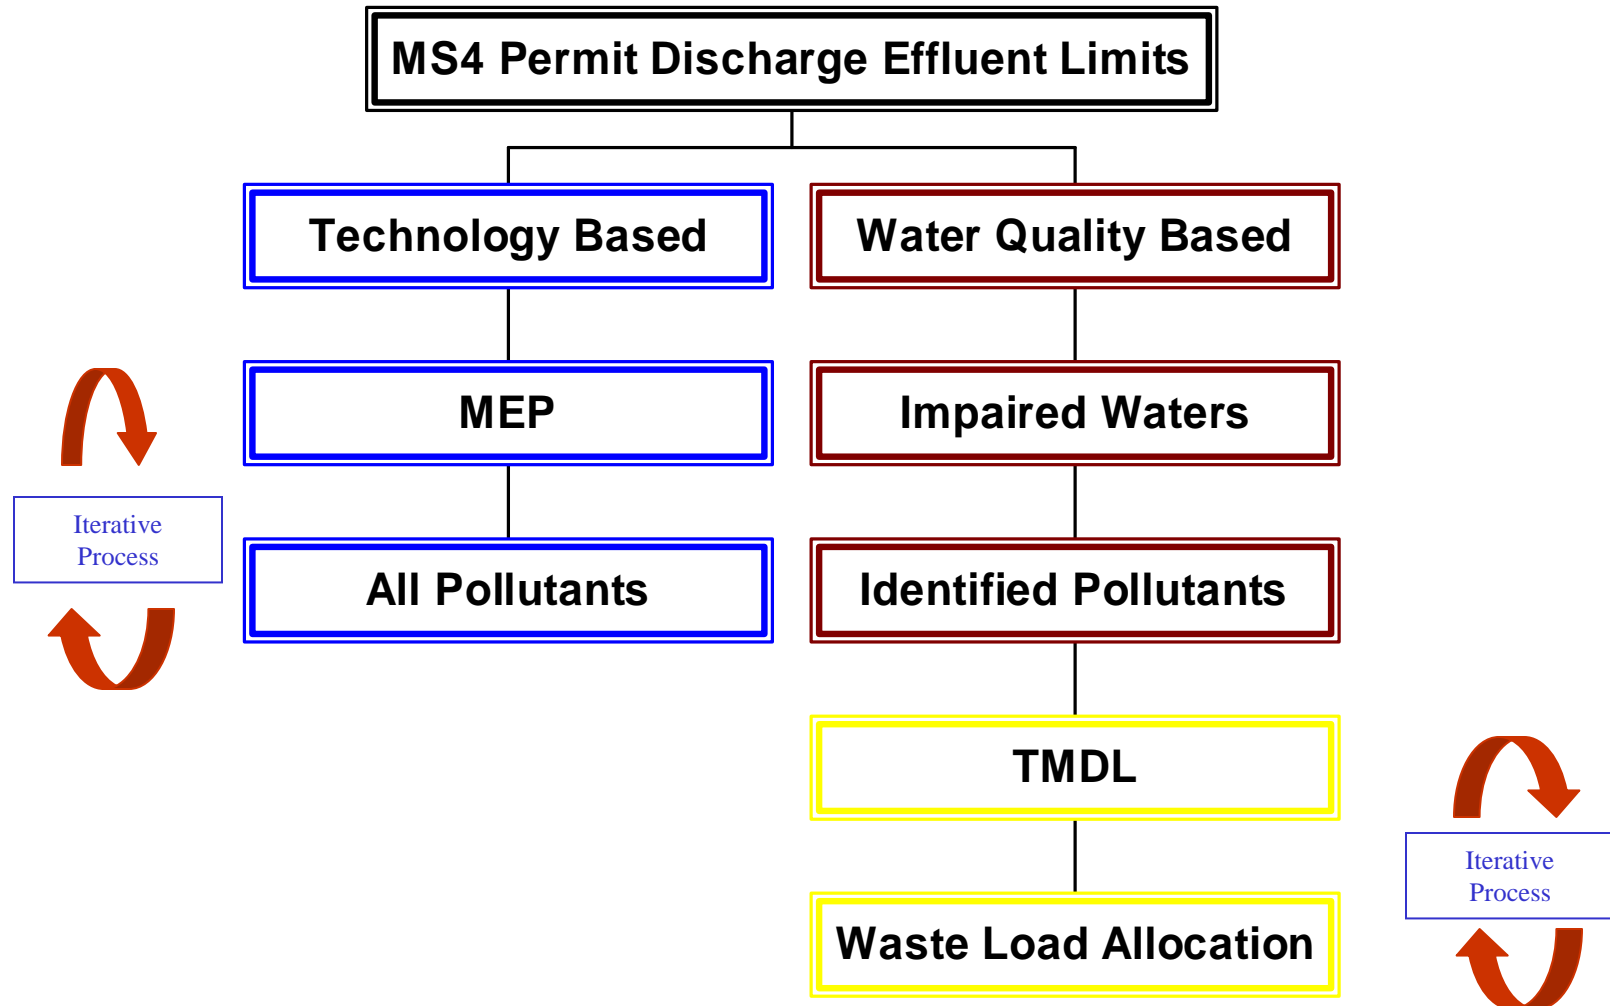 MS4 Permit Discharge Effluent Limits
Technology Based
Water Quality Based
MEP
Impaired Waters
Iterative
Process
All Pollutants
Identified Pollutants
TMDL
Iterative
Process
Waste Load Allocation